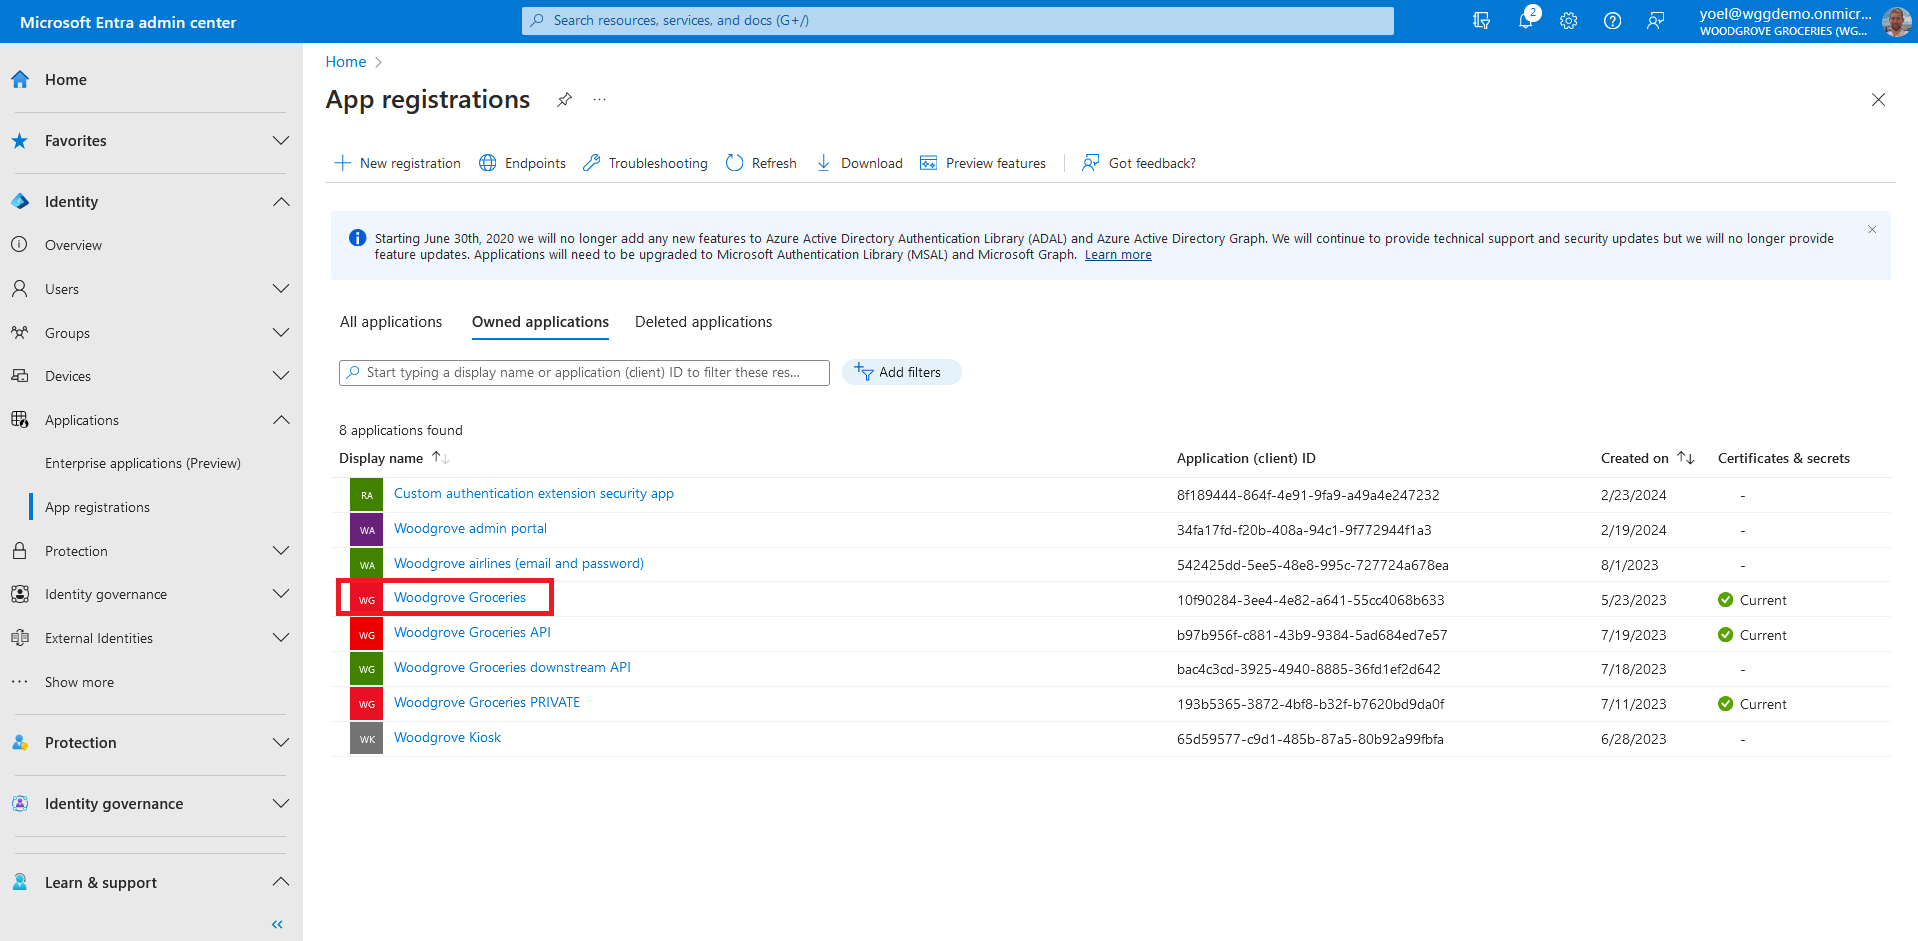 Microsoft Entra admin center
Search resources, services, and docs (G+/)
2
yoel@wggdemo.onmicr...
WOODGROVE GROCERIES (WG...
Home
Favorites
Identity
Overview
Users
Groups
Devices
Applications
Enterprise applications (Preview)
App registrations
Protection
Identity governance
External Identities
Show more
Protection
Identity governance
Learn & support
Home
App registrations
New registration
Endpoints
Troubleshooting
Refresh
Download
Preview features
Got feedback?
Starting June 30th, 2020 we will no longer add any new features to Azure Active Directory Authentication Library (ADAL) and Azure Active Directory Graph. We will continue to provide technical support and security updates but we will no longer provide
feature updates. Applications will need to be upgraded to Microsoft Authentication Library (MSAL) and Microsoft Graph. Learn more
All applications
Owned applications
Deleted applications
Start typing a display name or application (client) ID to filter these res...
Add filters
8 applications found
Display name Application (client) ID Created on Certificates & secrets
RA Custom authentication extension security app 8f189444-864f-4e91-9fa9-a49a4e247232 2/23/2024 -
WA Woodgrove admin portal 34fa17fd-f20b-408a-94c1-9f772944f1a3 2/19/2024 -
WA Woodgrove airlines (email and password) 542425dd-5ee5-48e8-995c-727724a678ea 8/1/2023 -
WG Woodgrove Groceries 10f90284-3ee4-4e82-a641-55cc4068b633 5/23/2023 Current
WG Woodgrove Groceries API b97b956f-c881-43b9-9384-5ad684ed7e57 7/19/2023 Current
WG Woodgrove Groceries downstream API bac4c3cd-3925-4940-8885-36fd1ef2d642 7/18/2023 -
WG Woodgrove Groceries PRIVATE 193b5365-3872-4bf8-b32f-b7620bd9da0f 7/11/2023 Current
WK Woodgrove Kiosk 65d59577-c9d1-485b-87a5-80b92a99fbfa 6/28/2023 -